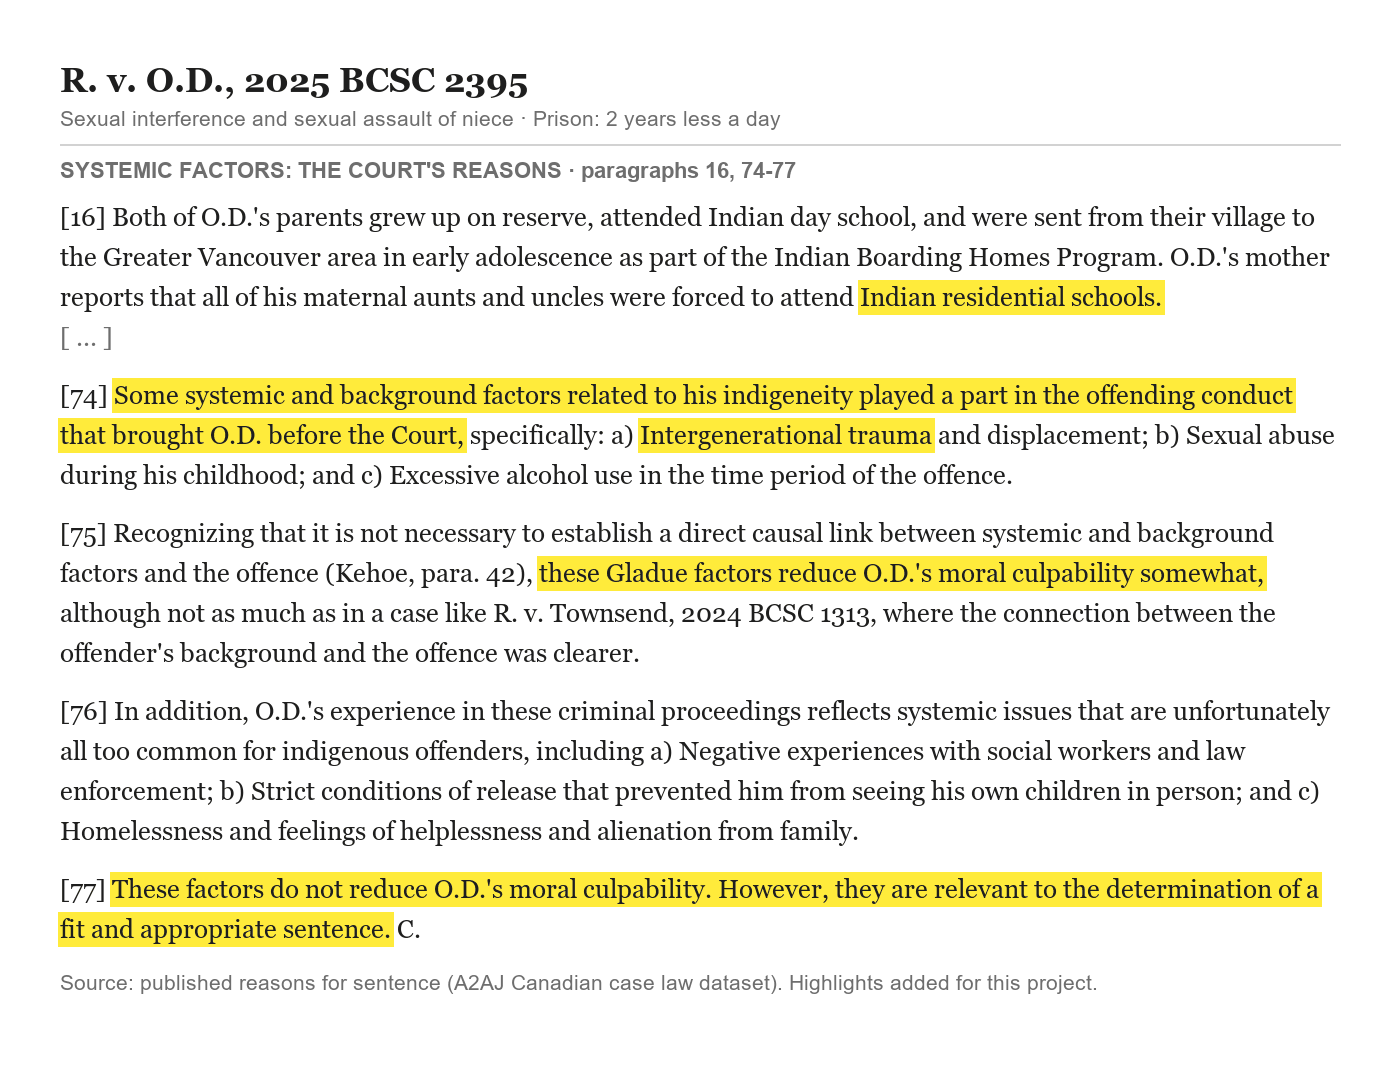 R. v. O.D., 2025 BCSC 2395
Sexual interference and sexual assault of niece · Prison: 2 years less a day
SYSTEMIC FACTORS: THE COURT'S REASONS · paragraphs 16, 74-77
[16] Both of O.D.'s parents grew up on reserve, attended Indian day school, and were sent from their village to
the Greater Vancouver area in early adolescence as part of the Indian Boarding Homes Program. O.D.'s mother
reports that all of his maternal aunts and uncles were forced to attend Indian residential schools.
[ ... ]
[74] Some systemic and background factors related to his indigeneity played a part in the offending conduct
that brought O.D. before the Court, specifically: a) Intergenerational trauma and displacement; b) Sexual abuse
during his childhood; and c) Excessive alcohol use in the time period of the offence.
[75] Recognizing that it is not necessary to establish a direct causal link between systemic and background
factors and the offence (Kehoe, para. 42), these Gladue factors reduce O.D.'s moral culpability somewhat,
although not as much as in a case like R. v. Townsend, 2024 BCSC 1313, where the connection between the
offender's background and the offence was clearer.
[76] In addition, O.D.'s experience in these criminal proceedings reflects systemic issues that are unfortunately
all too common for indigenous offenders, including a) Negative experiences with social workers and law
enforcement; b) Strict conditions of release that prevented him from seeing his own children in person; and c)
Homelessness and feelings of helplessness and alienation from family.
[77] These factors do not reduce O.D.'s moral culpability. However, they are relevant to the determination of a
fit and appropriate sentence. C.
Source: published reasons for sentence (A2AJ Canadian case law dataset). Highlights added for this project.